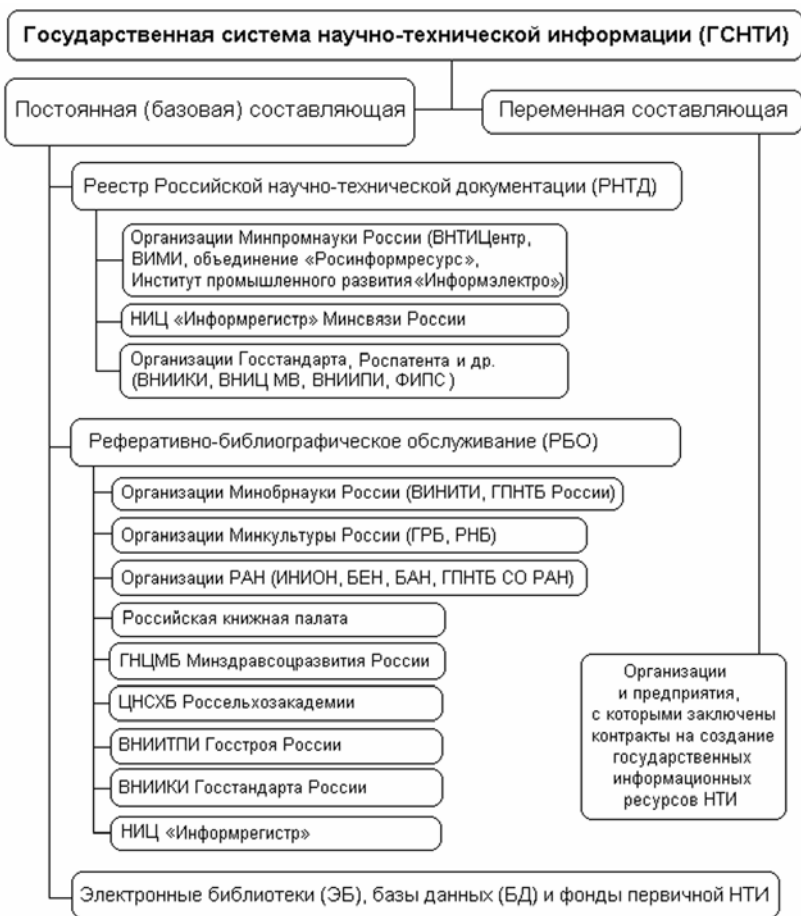 Государственная система научно-технической информации (ГСНТИ)
Постоянная (базовая) составляющая
Переменная составляющая
Реестр Российской научно-технической документации (РНТД)
Организации Минпромнауки России (ВНТИЦентр,
ВИМИ, объединение «Росинформресурс»,
Институт промышленного развития «Информэлектро»)
НИЦ «Информрегистр» Минсвязи России
Организации Госстандарта, Роспатента и др.
(ВНИИКИ, ВНИЦ МВ, ВНИИПИ, ФИПС )
Реферативно-библиографическое обслуживание (РБО)
Организации Минобрнауки России (ВИНИТИ, ГПНТБ России)
Организации Минкультуры России (ГРБ, РНБ)
Организации РАН (ИНИОН, БЕН, БАН, ГПНТБ СО РАН)
Российская книжная палата
ГНЦМБ Минздравсоцразвития России
ЦНСХБ Россельхозакадемии
ВНИИТПИ Госстроя России
ВНИИКИ Госстандарта России
НИЦ «Информрегистр»
Организации
и предприятия,
с которыми заключены
контракты на создание
государственных
информационных
ресурсов НТИ
Электронные библиотеки (ЭБ), базы данных (БД) и фонды первичной НТИ